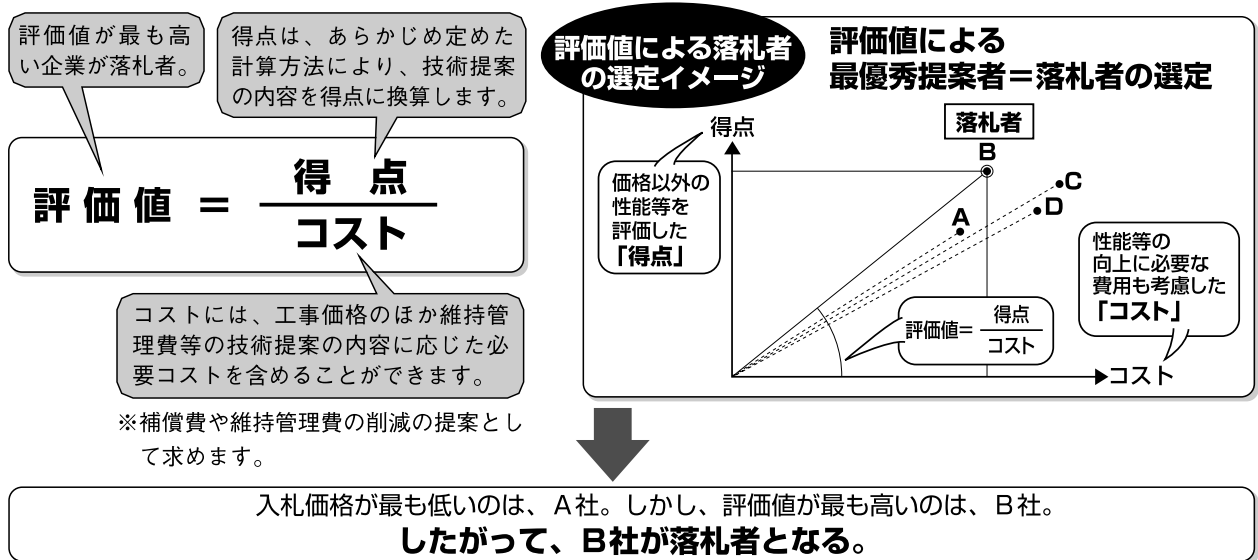 評価値が最も高
い企業が落札者。
得点は、あらかじめ定めた
計算方法により、技術提案
の内容を得点に換算します。
評価値 = 得点
コスト
コストには、工事価格のほか維持管
理費等の技術提案の内容に応じた必
要コストを含めることができます。
※補償費や維持管理費の削減の提案とし
て求めます。
評価値による落札者
の選定イメージ
評価値による
最優秀提案者=落札者の選定
得点
落札者
B
C
D
A
価格以外の
性能等を
評価した
「得点」
性能等の
向上に必要な
費用も考慮した
「コスト」
評価値= 得点
コスト
コスト
入札価格が最も低いのは、A社。しかし、評価値が最も高いのは、B社。
したがって、B社が落札者となる。